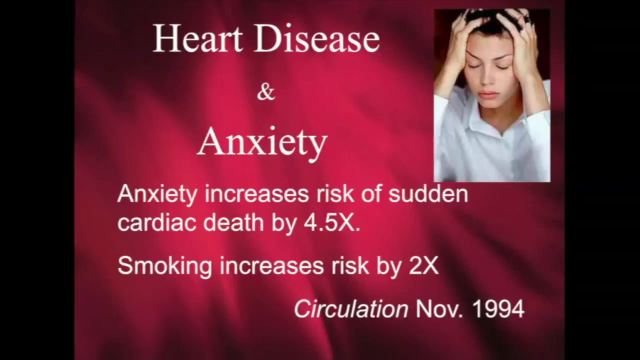 Heart Disease
&
Anxiety
Anxiety increases risk of sudden
cardiac death by 4.5X.
Smoking increases risk by 2X
Circulation Nov. 1994